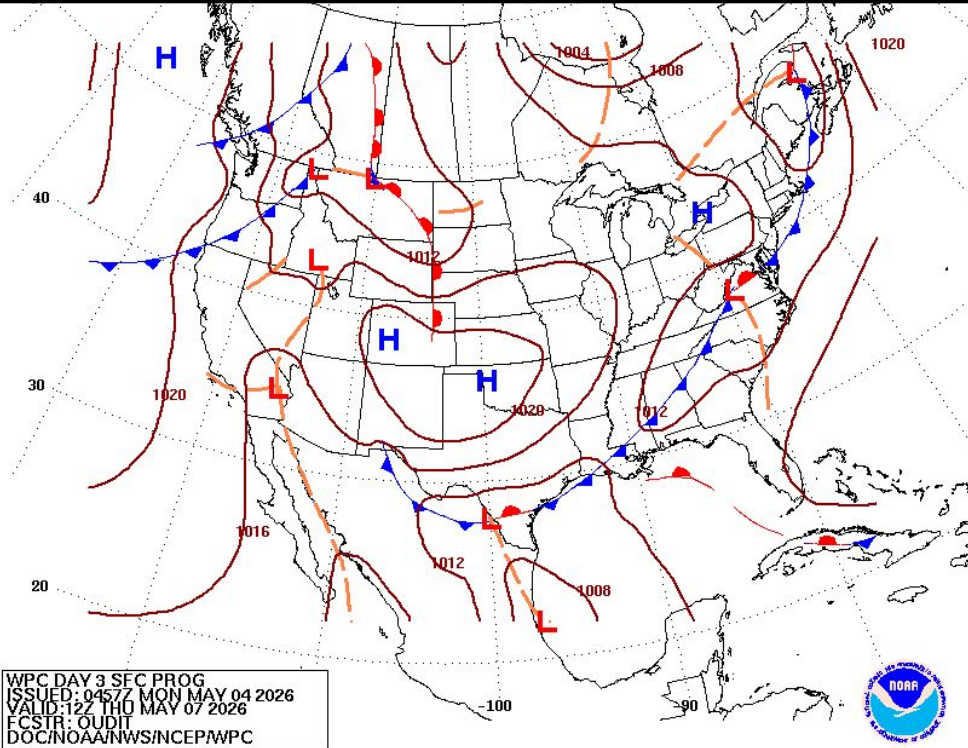 1004
1020
H
1008
L
L
L
40
H
L
1012
L
H
H
30
L
1020
1020
1012
1016
L
1012
20
1008
L
WPC DAY 3 SFC PROG
ISSUED: 0457Z MON MAY 04 2026
VALID:12Z THU MAY 07 2026
FCSTR: OUDIT
DOC/NOAA/NWS/NCEP/WPC
-100
-90
NOAA